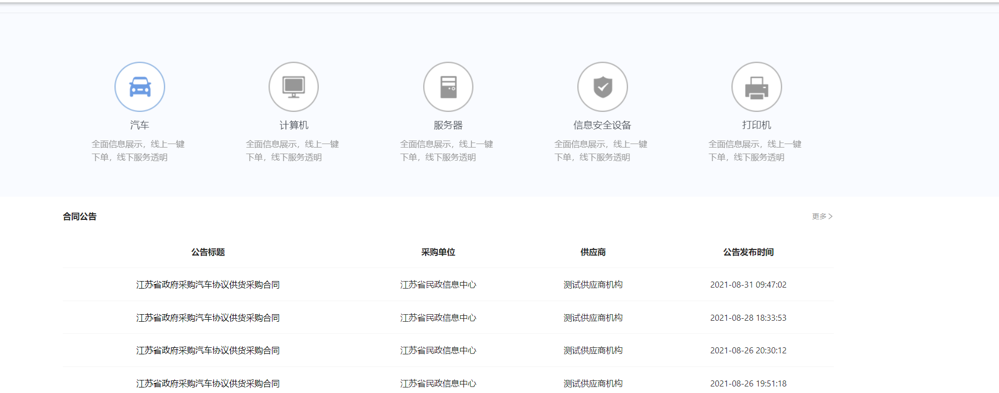 汽车
计算机
服务器
信息安全设备
打印机
全面信息展示，线上一键
下单，线下服务透明
全面信息展示，线上一键
下单，线下服务透明
全面信息展示，线上一键
下单，线下服务透明
全面信息展示，线上一键
下单，线下服务透明
全面信息展示，线上一键
下单，线下服务透明
合同公告
更多
公告标题 采购单位 供应商 公告发布时间
江苏省政府采购汽车协议供货采购合同 江苏省民政信息中心 测试供应商机构 2021-08-31 09:47:02
江苏省政府采购汽车协议供货采购合同 江苏省民政信息中心 测试供应商机构 2021-08-28 18:33:53
江苏省政府采购汽车协议供货采购合同 江苏省民政信息中心 测试供应商机构 2021-08-26 20:30:12
江苏省政府采购汽车协议供货采购合同 江苏省民政信息中心 测试供应商机构 2021-08-26 19:51:18